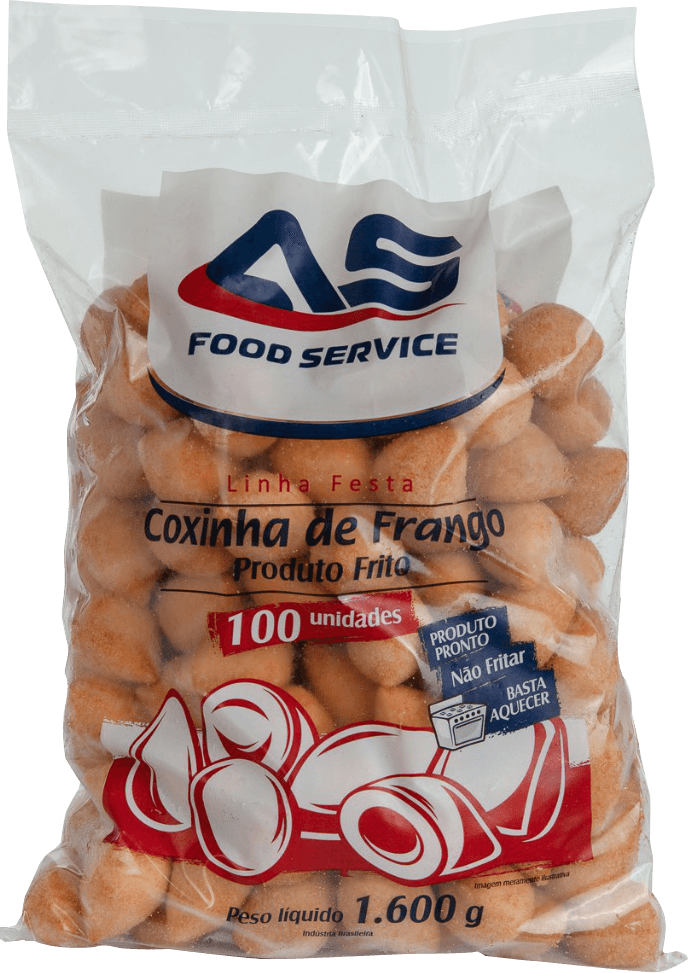 AS
FOOD SERVICE
Linha Festa
Coxinha de Frango
Produto Frito
100 unidades
PRODUTO
PRONTO
Não Fritar
BASTA
AQUECER
Imagem meramente ilustrativa
Peso líquido 1.600 g
Indústria Brasileira